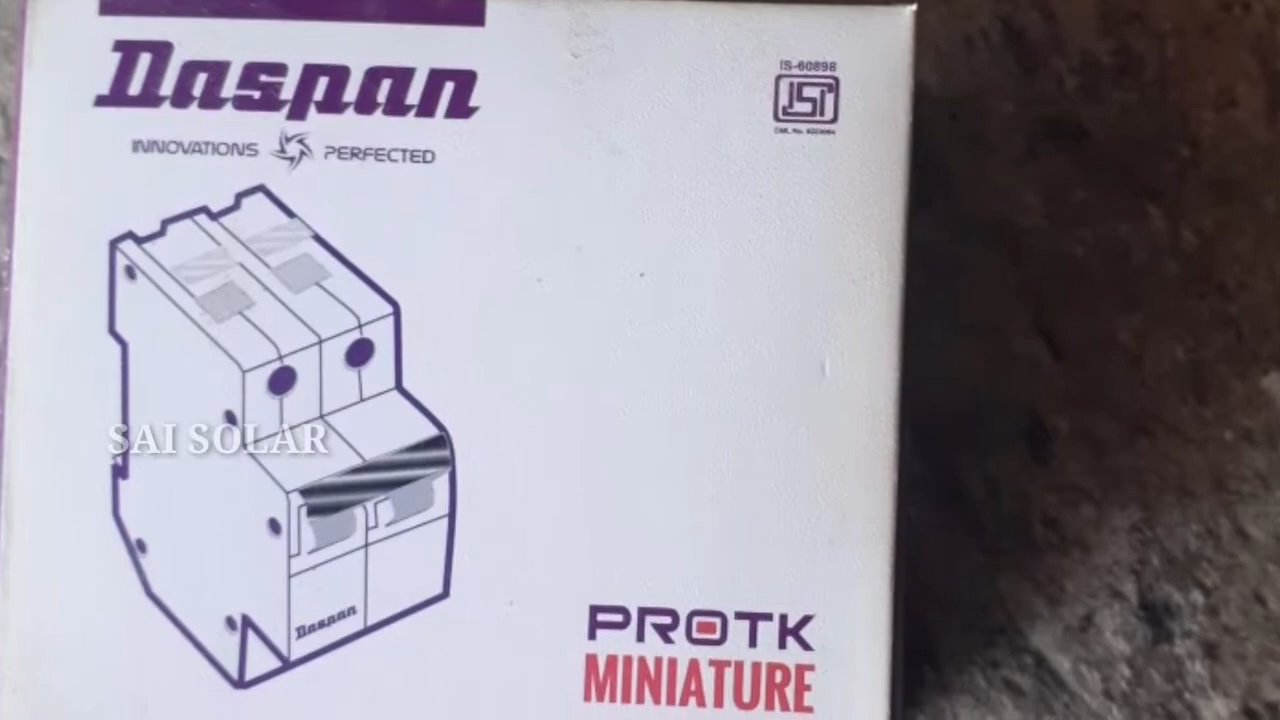 Daspan
INNOVATIONS PERFECTED
IS-60898
ISI
SAI SOLAR
Daspan
PROTK
MINIATURE